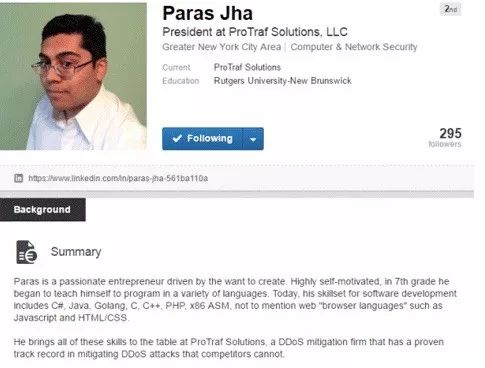 Paras Jha
2nd
President at ProTraf Solutions, LLC
Greater New York City Area | Computer & Network Security
Current ProTraf Solutions
Education Rutgers University-New Brunswick
Following
295
followers
https://www.linkedin.com/in/paras-jha-561ba110a
Background
Summary
Paras is a passionate entrepreneur driven by the want to create. Highly self-motivated, in 7th grade he
began to teach himself to program in a variety of languages. Today, his skillset for software development
includes C#, Java, Golang, C, C++, PHP, x86 ASM, not to mention web "browser languages" such as
Javascript and HTML/CSS.
He brings all of these skills to the table at ProTraf Solutions, a DDoS mitigation firm that has a proven
track record in mitigating DDoS attacks that competitors cannot.